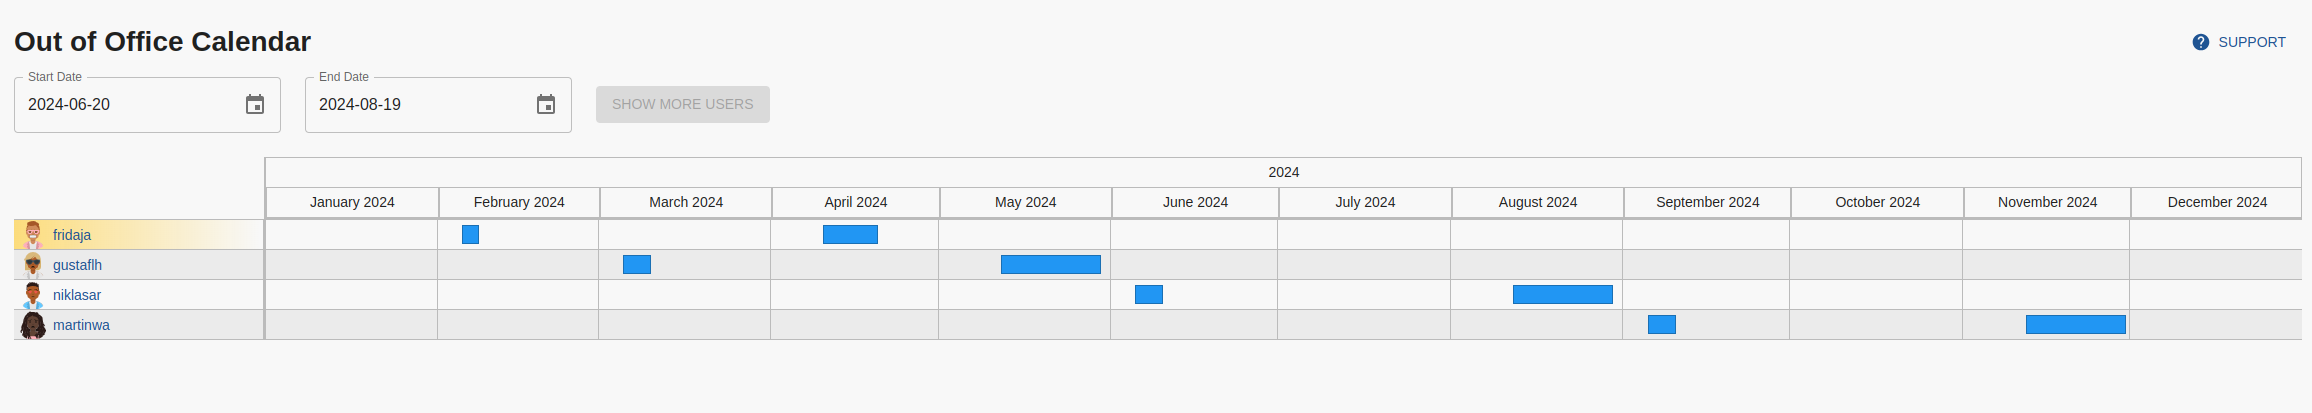 Out of Office Calendar
SUPPORT
Start Date
End Date
2024-06-20
2024-08-19
SHOW MORE USERS
2024
January 2024 February 2024 March 2024 April 2024 May 2024 June 2024 July 2024 August 2024 September 2024 October 2024 November 2024 December 2024
fridaja
gustaflh
niklasar
martinwa